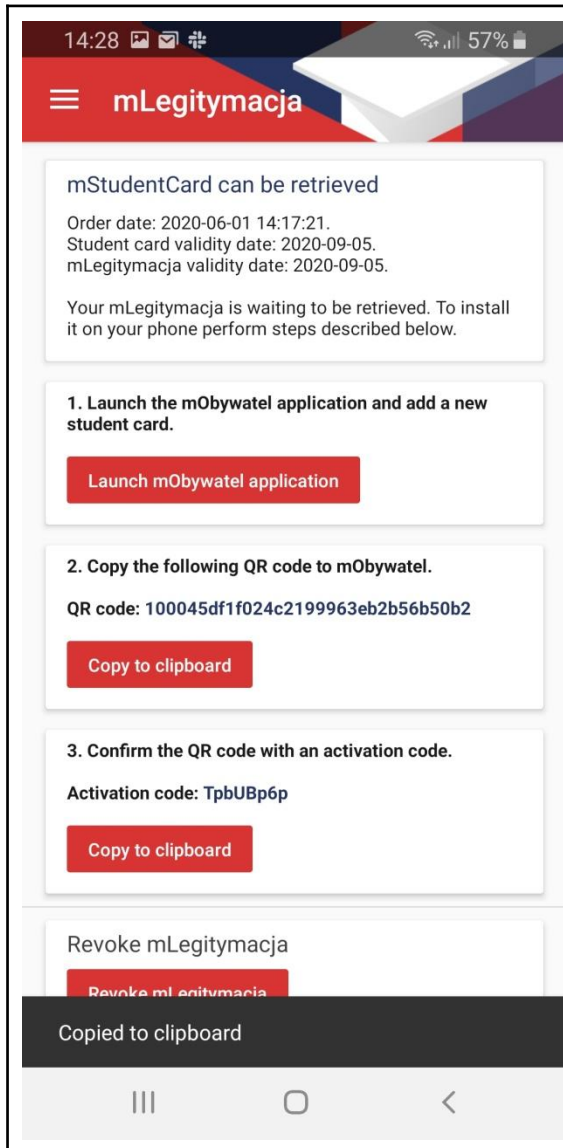 14:28 57%
mLegitymacja
mStudentCard can be retrieved
Order date: 2020-06-01 14:17:21.
Student card validity date: 2020-09-05.
mLegitymacja validity date: 2020-09-05.
Your mLegitymacja is waiting to be retrieved. To install
it on your phone perform steps described below.
1. Launch the mObywatel application and add a new
student card.
Launch mObywatel application
2. Copy the following QR code to mObywatel.
QR code: 100045df1f024c2199963eb2b56b50b2
Copy to clipboard
3. Confirm the QR code with an activation code.
Activation code: TpbUBp6p
Copy to clipboard
Revoke mLegitymacja
Revoke mLegitymacja
Copied to clipboard